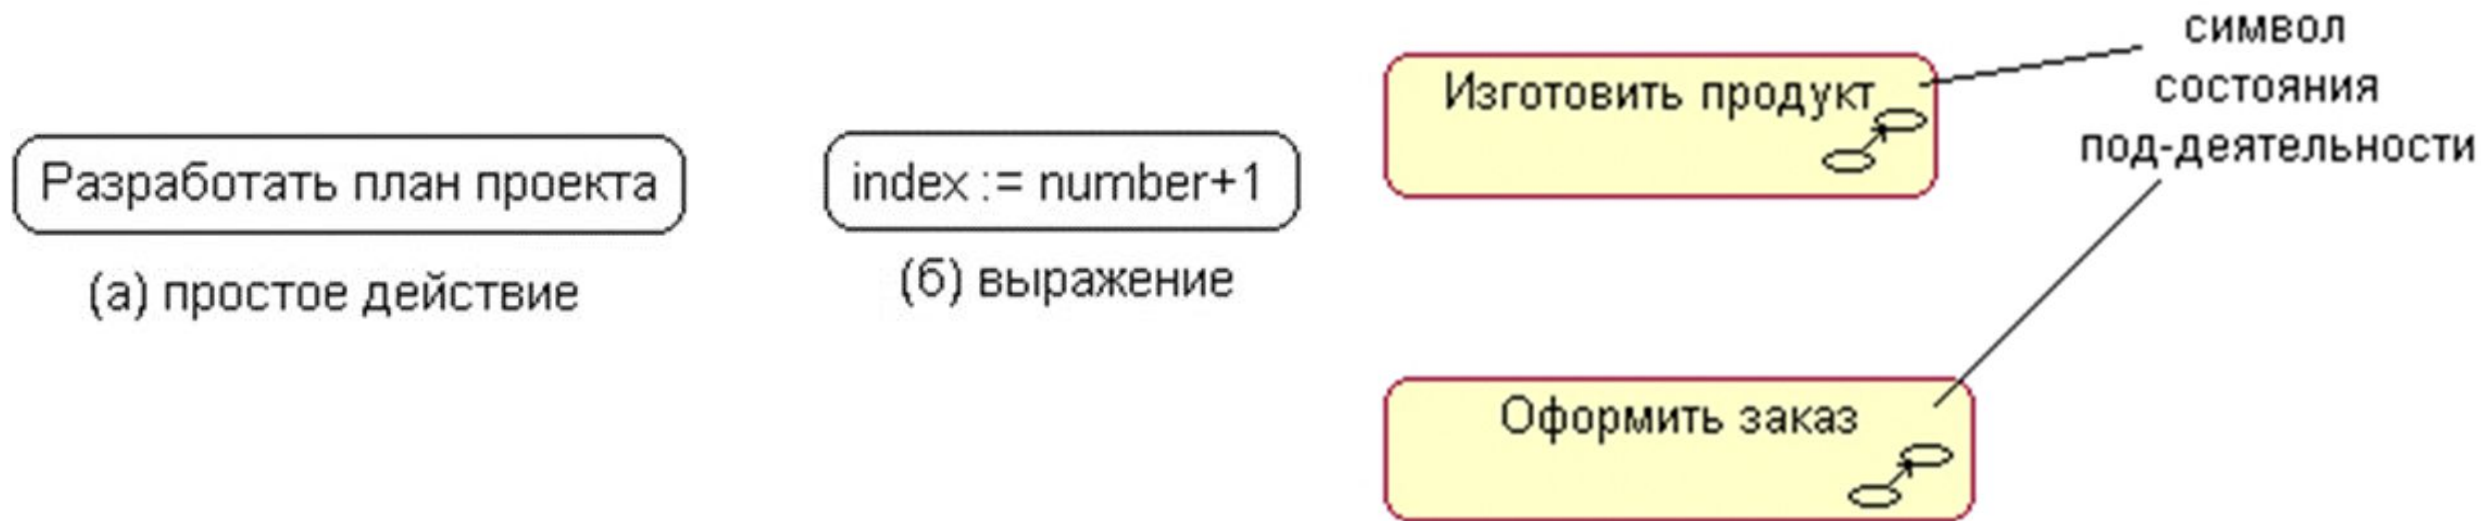 Разработать план проекта
(а) простое действие
index := number+1
(б) выражение
Изготовить продукт
Оформить заказ
символ
состояния
под-деятельности